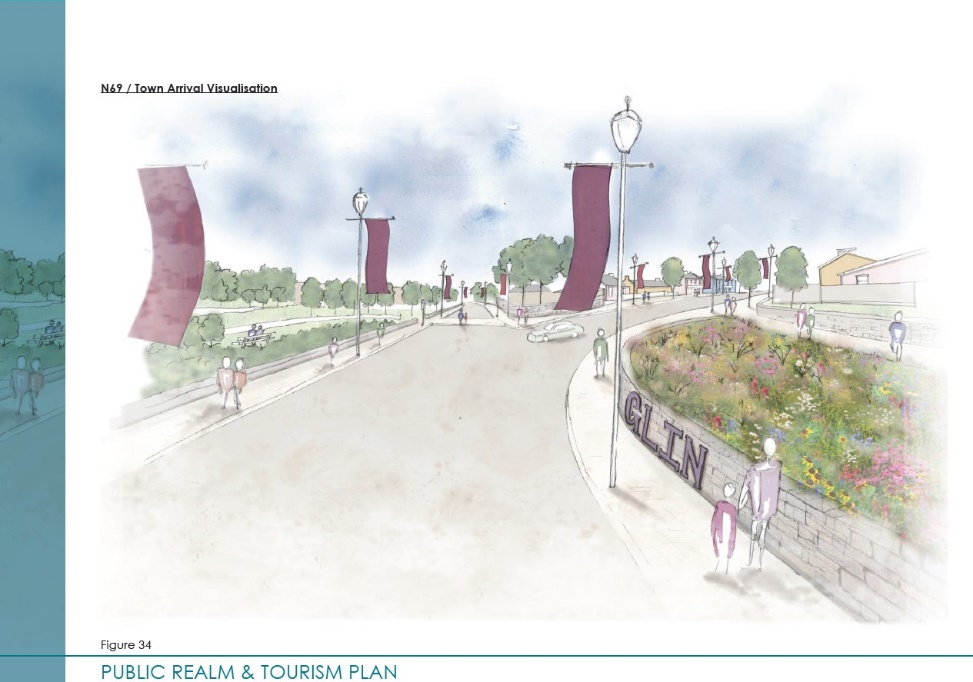 N69 / Town Arrival Visualisation
GLIN
Figure 34
PUBLIC REALM & TOURISM PLAN